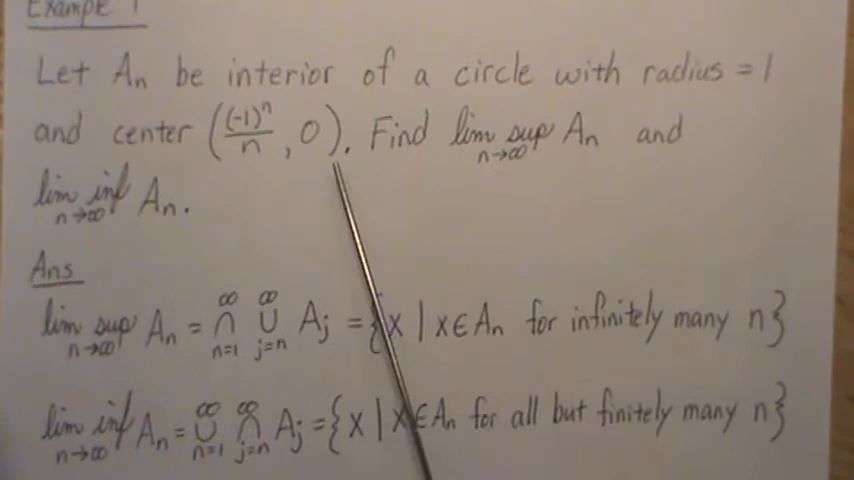 Example 1
Let An be interior of a circle with radius = 1
and center ((-1)^n/n, 0). Find lim sup n→∞ An and
lim inf n→∞ An.
Ans
lim sup n→∞ An = ∩ n=1 ∞ ∪ j=n ∞ Aj = {x | x∈An for infinitely many n}
lim inf n→∞ An = ∪ n=1 ∞ ∩ j=n ∞ Aj = {x | x∈An for all but finitely many n}